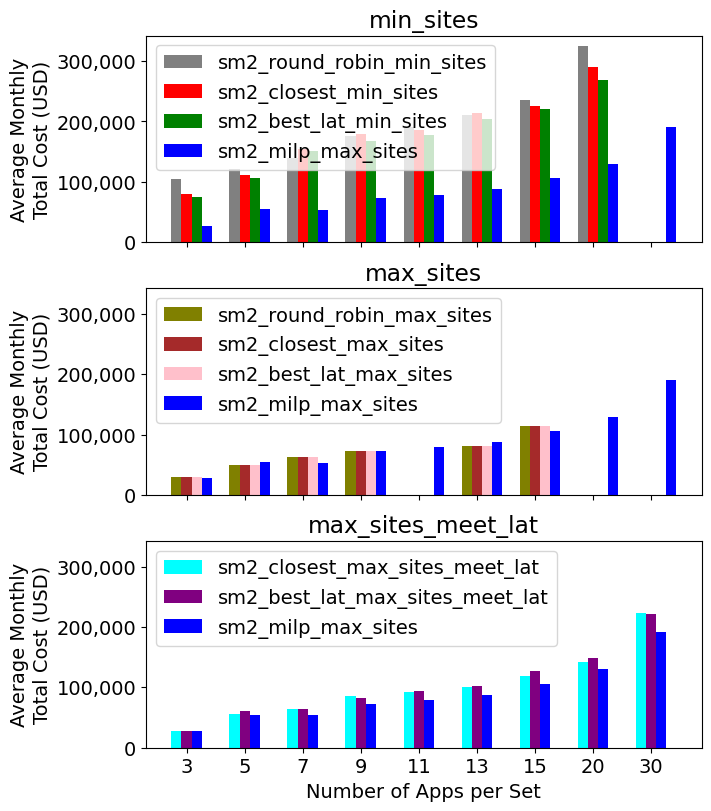 min_sites
Average Monthly
Total Cost (USD)
300,000
200,000
100,000
0
sm2_round_robin_min_sites
sm2_closest_min_sites
sm2_best_lat_min_sites
sm2_milp_max_sites
max_sites
Average Monthly
Total Cost (USD)
300,000
200,000
100,000
0
sm2_round_robin_max_sites
sm2_closest_max_sites
sm2_best_lat_max_sites
sm2_milp_max_sites
max_sites_meet_lat
Average Monthly
Total Cost (USD)
300,000
200,000
100,000
0
sm2_closest_max_sites_meet_lat
sm2_best_lat_max_sites_meet_lat
sm2_milp_max_sites
3 5 7 9 11 13 15 20 30
Number of Apps per Set